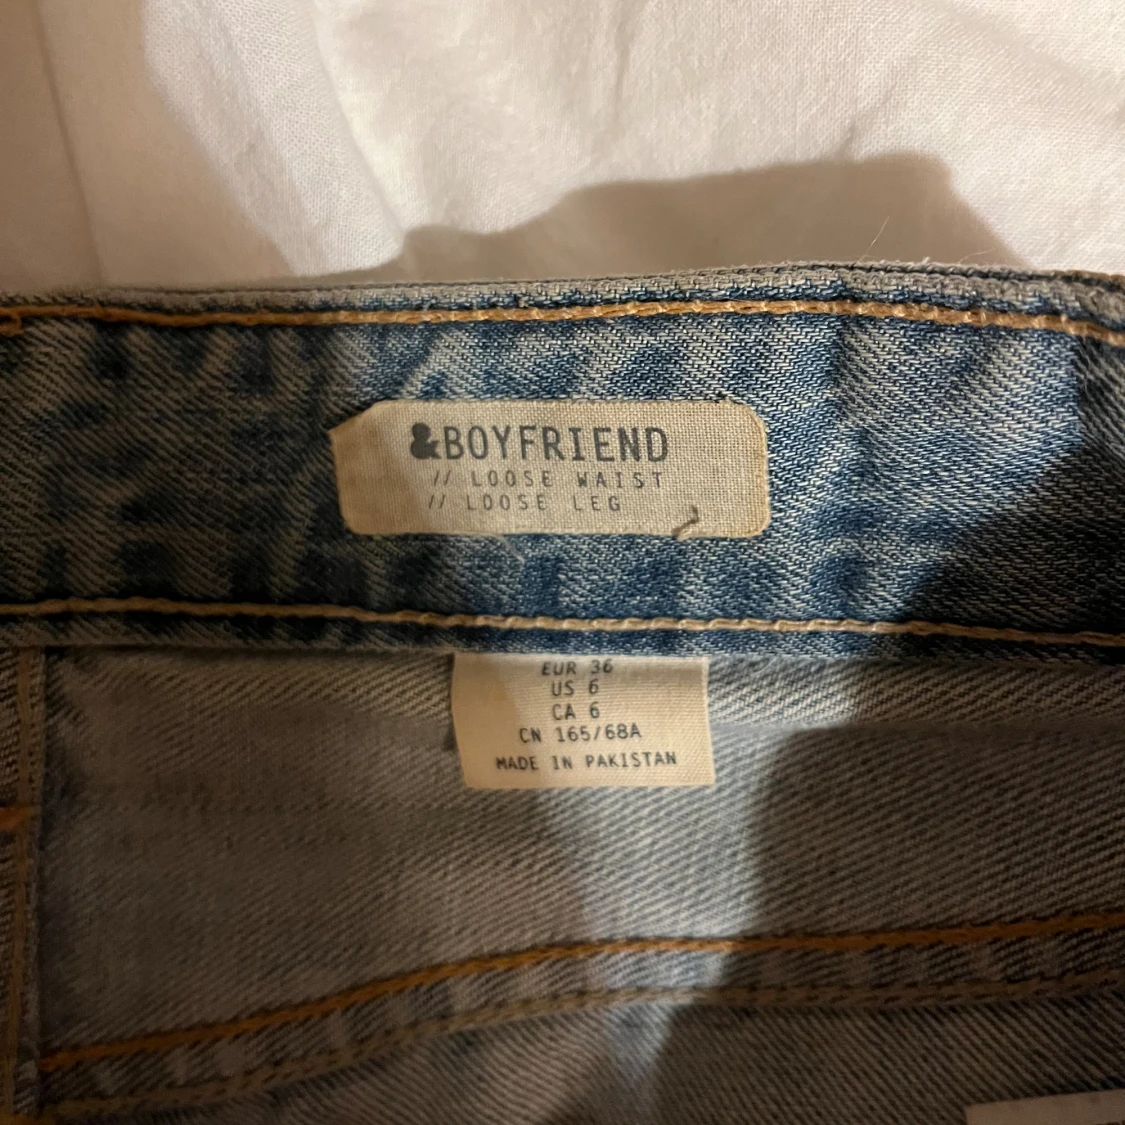 &BOYFRIEND
// LOOSE WAIST
// LOOSE LEG
EUR 36
US 6
CA 6
CN 165/68A
MADE IN PAKISTAN